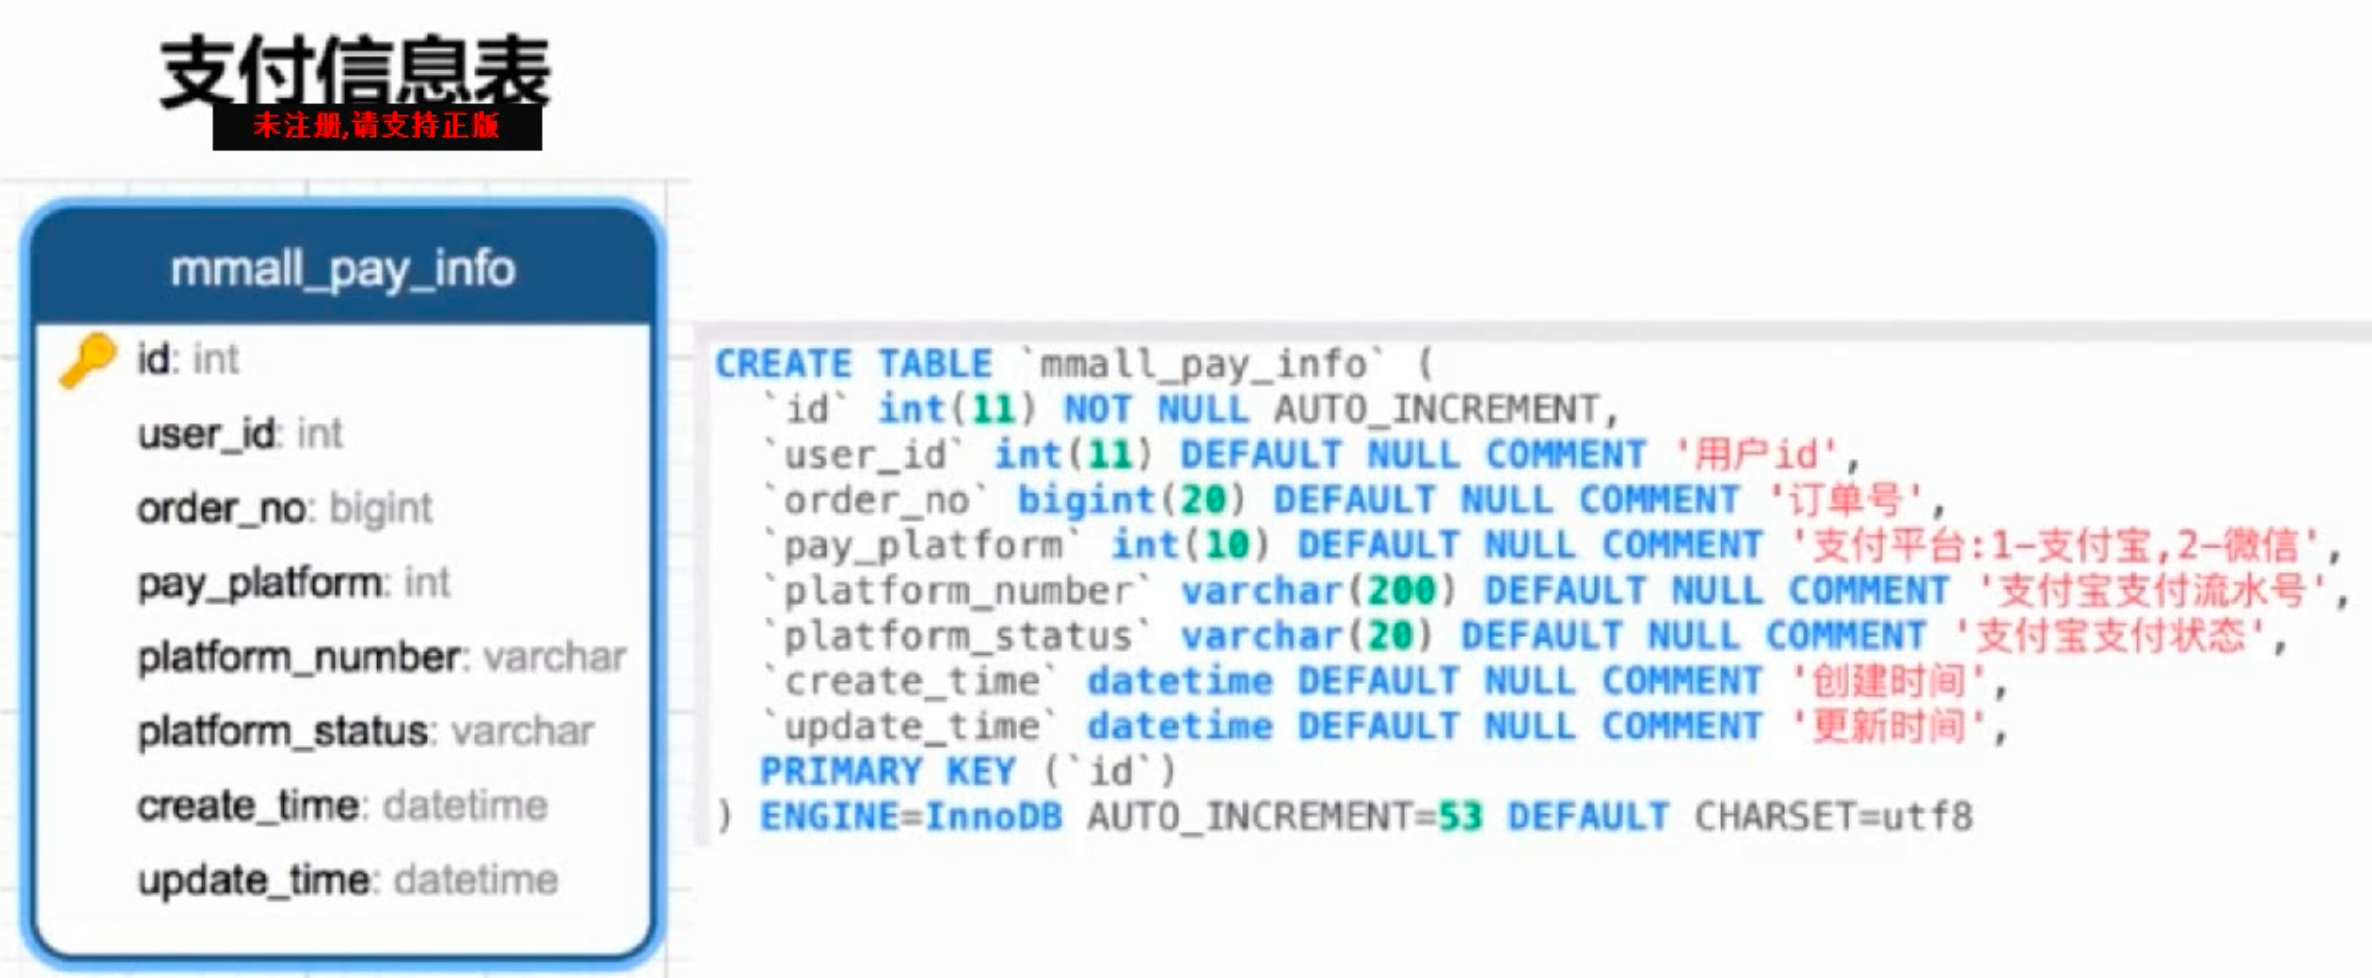 支付信息表
未注册,请支持正版
mmall_pay_info
id: int
user_id: int
order_no: bigint
pay_platform: int
platform_number: varchar
platform_status: varchar
create_time: datetime
update_time: datetime
CREATE TABLE `mmall_pay_info` (
`id` int(11) NOT NULL AUTO_INCREMENT,
`user_id` int(11) DEFAULT NULL COMMENT '用户id',
`order_no` bigint(20) DEFAULT NULL COMMENT '订单号',
`pay_platform` int(10) DEFAULT NULL COMMENT '支付平台:1-支付宝,2-微信',
`platform_number` varchar(200) DEFAULT NULL COMMENT '支付宝支付流水号',
`platform_status` varchar(20) DEFAULT NULL COMMENT '支付宝支付状态',
`create_time` datetime DEFAULT NULL COMMENT '创建时间',
`update_time` datetime DEFAULT NULL COMMENT '更新时间',
PRIMARY KEY (`id`)
) ENGINE=InnoDB AUTO_INCREMENT=53 DEFAULT CHARSET=utf8